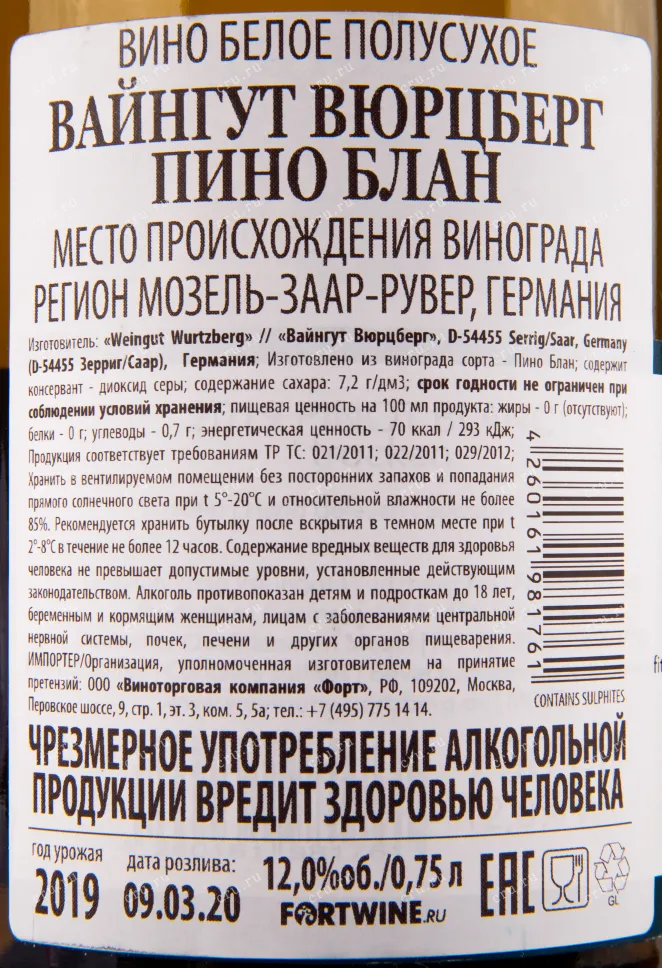 ВИНО БЕЛОЕ ПОЛУСУХОЕ
ВАЙНГУТ ВЮРЦБЕРГ
ПИНО БЛАН
МЕСТО ПРОИСХОЖДЕНИЯ ВИНОГРАДА
РЕГИОН МОЗЕЛЬ-ЗААР-РУВЕР, ГЕРМАНИЯ
Изготовитель: «Weingut Wurtzberg» // «Вайнгут Вюрцберг», D-54455 Serrig/Saar, Germany
(D-54455 Зерриг/Саар), Германия; Изготовлено из винограда сорта - Пино Блан; содержит
консервант - диоксид серы; содержание сахара: 7,2 г/дм3; срок годности не ограничен при
соблюдении условий хранения; пищевая ценность на 100 мл продукта: жиры - 0 г (отсутствуют);
белки - 0 г; углеводы - 0,7 г; энергетическая ценность - 70 ккал / 293 кДж;
Продукция соответствует требованиям ТР ТС: 021/2011; 022/2011; 029/2012;
Хранить в вентилируемом помещении без посторонних запахов и попадания
прямого солнечного света при t 5°-20°С и относительной влажности не более
85%. Рекомендуется хранить бутылку после вскрытия в темном месте при t
2°-8°С в течение не более 12 часов. Содержание вредных веществ для здоровья
человека не превышает допустимые уровни, установленные действующим
законодательством. Алкоголь противопоказан детям и подросткам до 18 лет,
беременным и кормящим женщинам, лицам с заболеваниями центральной
нервной системы, почек, печени и других органов пищеварения.
ИМПОРТЕР/Организация, уполномоченная изготовителем на принятие
претензий: ООО «Виноторговая компания «Форт», РФ, 109202, Москва,
Перовское шоссе, 9, стр. 1, эт. 3, ком. 5, 5а; тел.: +7 (495) 775 14 14.
4 260161 981761
CONTAINS SULPHITES
ЧРЕЗМЕРНОЕ УПОТРЕБЛЕНИЕ АЛКОГОЛЬНОЙ
ПРОДУКЦИИ ВРЕДИТ ЗДОРОВЬЮ ЧЕЛОВЕКА
год урожая
2019
дата розлива:
09.03.20
12,0%об./0,75 л
FORTWINE.RU
EAC
GL